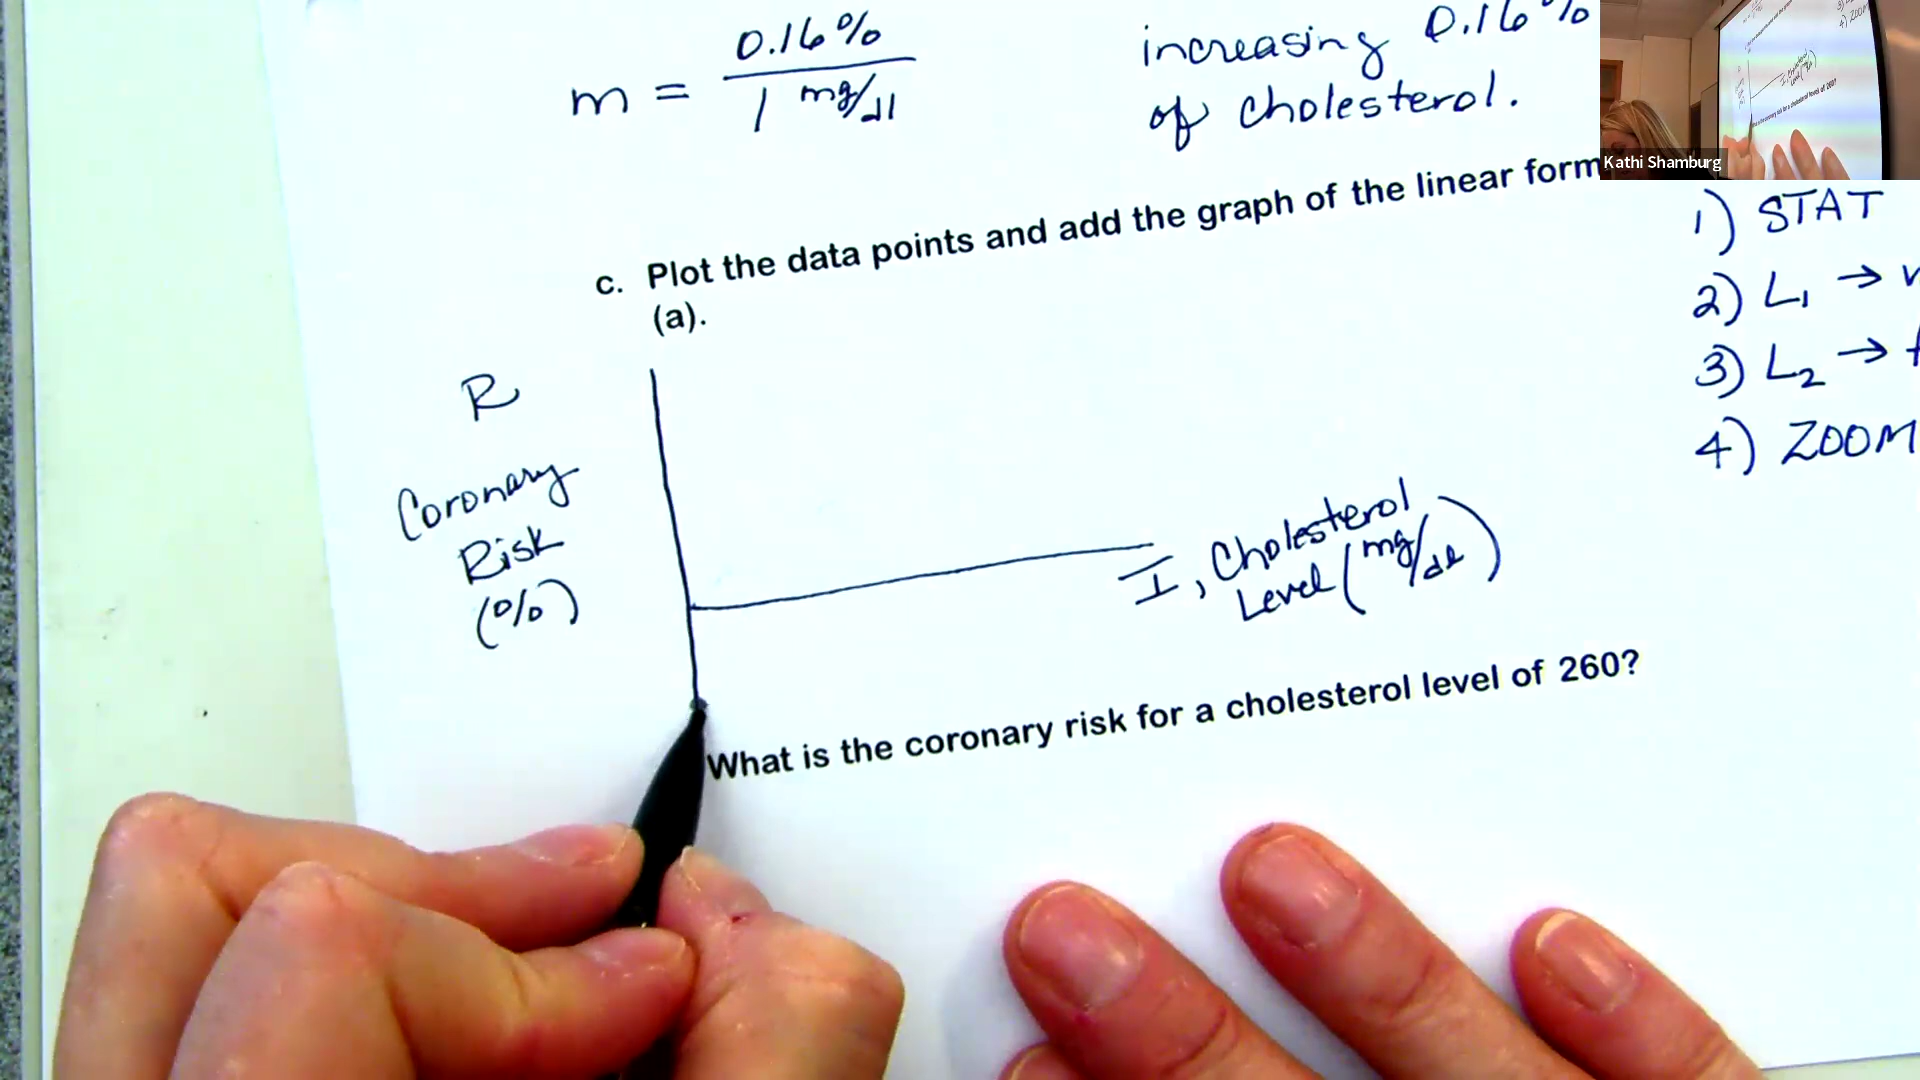 m = 0.16% / 1 mg/dl
increasing 0.16%
of cholesterol.
c. Plot the data points and add the graph of the linear form
(a).
R
Coronary
Risk
(%)
I, Cholesterol
Level (mg/dl)
What is the coronary risk for a cholesterol level of 260?
1) STAT
2) L1 →
3) L2 →
4) ZOOM
Kathi Shamburg